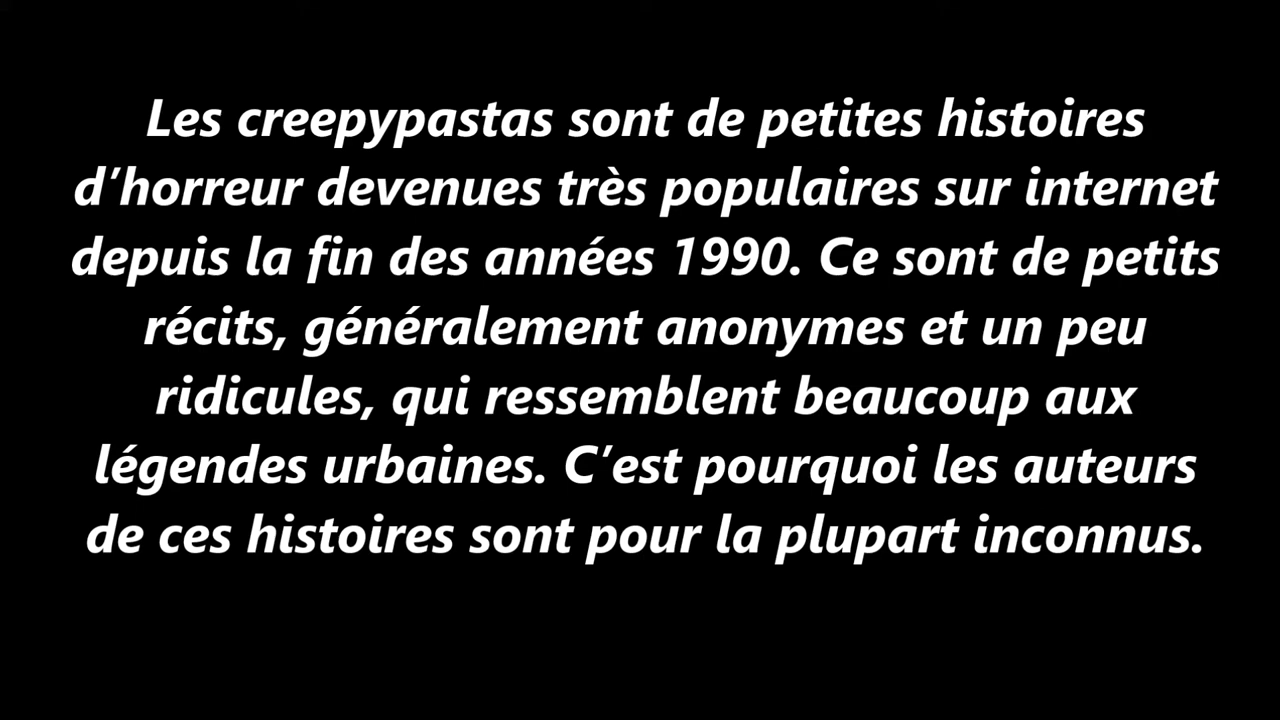 Les creepypastas sont de petites histoires
d’horreur devenues très populaires sur internet
depuis la fin des années 1990. Ce sont de petits
récits, généralement anonymes et un peu
ridicules, qui ressemblent beaucoup aux
légendes urbaines. C’est pourquoi les auteurs
de ces histoires sont pour la plupart inconnus.